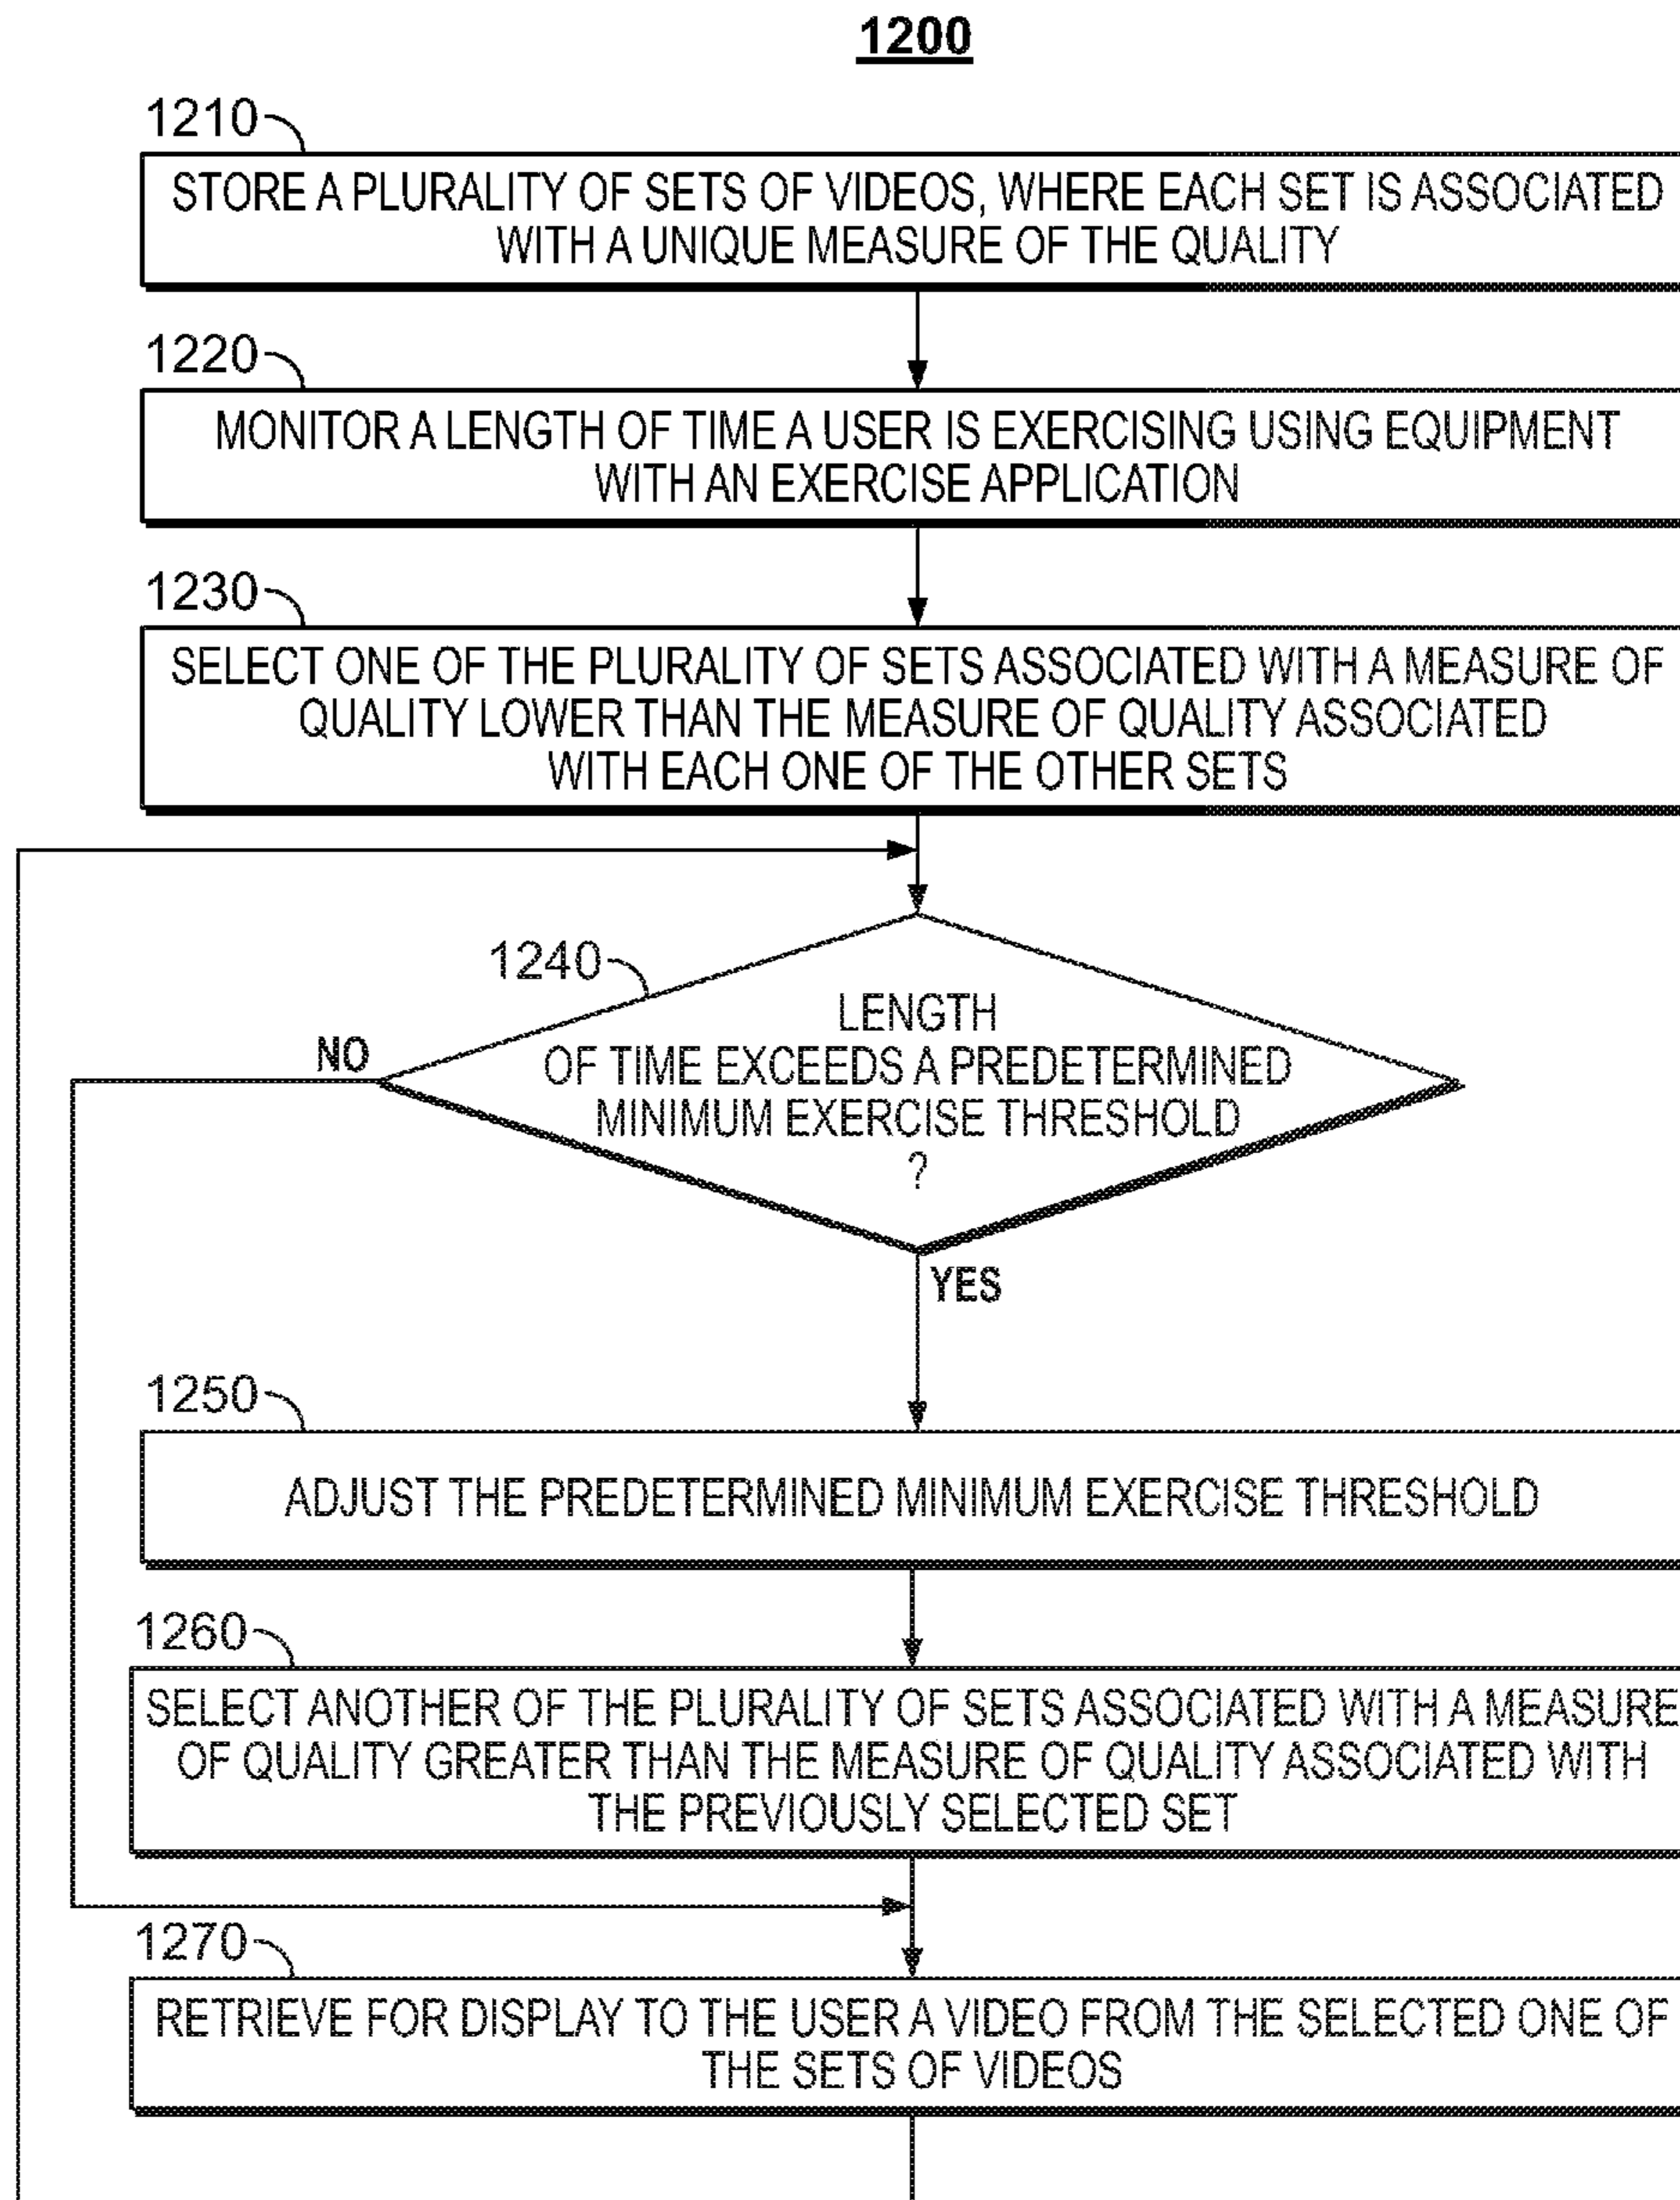 1200
1210
STORE A PLURALITY OF SETS OF VIDEOS, WHERE EACH SET IS ASSOCIATED
WITH A UNIQUE MEASURE OF THE QUALITY
1220
MONITOR A LENGTH OF TIME A USER IS EXERCISING USING EQUIPMENT
WITH AN EXERCISE APPLICATION
1230
SELECT ONE OF THE PLURALITY OF SETS ASSOCIATED WITH A MEASURE OF
QUALITY LOWER THAN THE MEASURE OF QUALITY ASSOCIATED
WITH EACH ONE OF THE OTHER SETS
1240
LENGTH
OF TIME EXCEEDS A PREDETERMINED
MINIMUM EXERCISE THRESHOLD
?
NO
YES
1250
ADJUST THE PREDETERMINED MINIMUM EXERCISE THRESHOLD
1260
SELECT ANOTHER OF THE PLURALITY OF SETS ASSOCIATED WITH A MEASURE
OF QUALITY GREATER THAN THE MEASURE OF QUALITY ASSOCIATED WITH
THE PREVIOUSLY SELECTED SET
1270
RETRIEVE FOR DISPLAY TO THE USER A VIDEO FROM THE SELECTED ONE OF
THE SETS OF VIDEOS